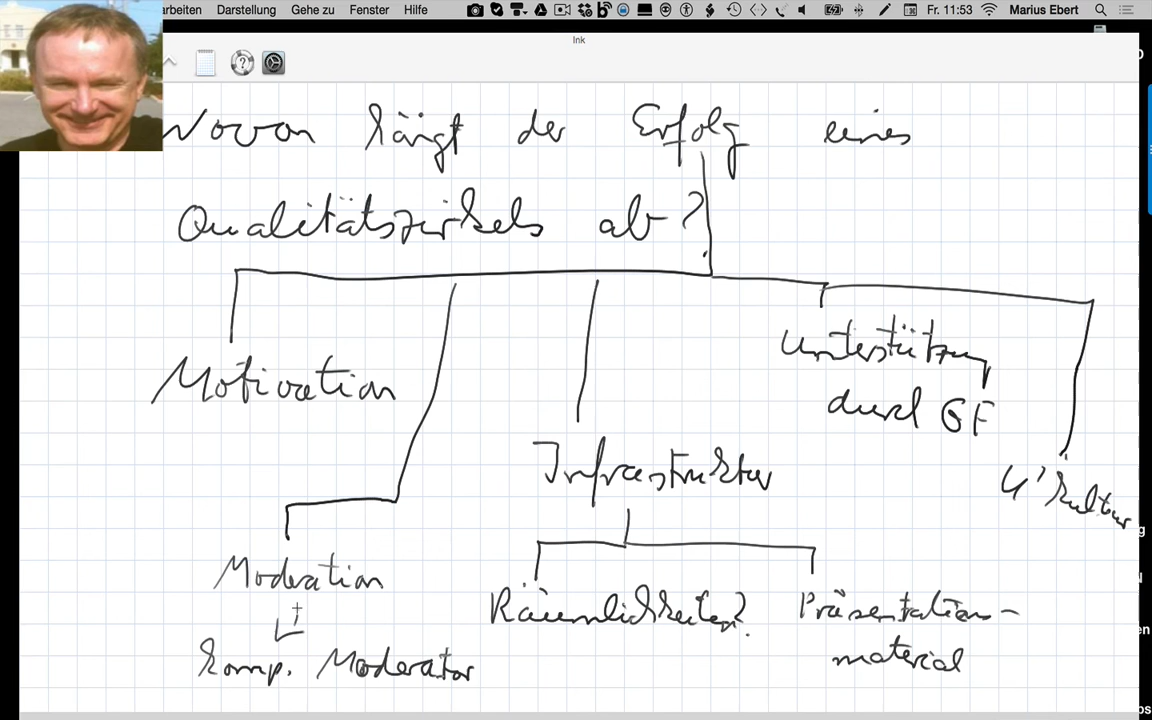 arbeiten Darstellung Gehe zu Fenster Hilfe Fr. 11:53 Marius Ebert
Ink
Wovon hängt der Erfolg eines
Qualitätszirkels ab?
Motivation
Unterstützung
durch GF
Infrastruktur
U'kultur
Moderation
Räumlichkeiten? Präsentations-
material
komp. Moderator